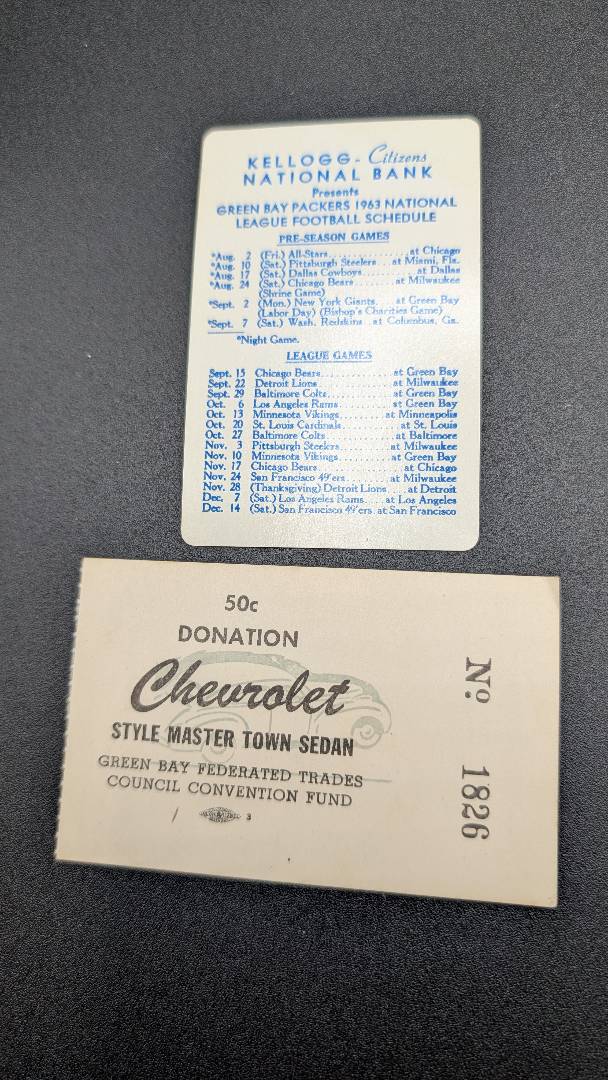 KELLOGG - Citizens
NATIONAL BANK
Presents
GREEN BAY PACKERS 1963 NATIONAL
LEAGUE FOOTBALL SCHEDULE
PRE-SEASON GAMES
*Aug. 2 (Fri.) All-Stars................at Chicago
*Aug. 10 (Sat.) Pittsburgh Steelers....at Miami, Fla.
*Aug. 17 (Sat.) Dallas Cowboys............at Dallas
*Aug. 24 (Sat.) Chicago Bears.........at Milwaukee
(Shrine Game)
*Sept. 2 (Mon.) New York Giants.....at Green Bay
(Labor Day) (Bishop's Charities Game)
*Sept. 7 (Sat.) Wash. Redskins...at Columbus, Ga.
*Night Game.
LEAGUE GAMES
Sept. 15 Chicago Bears...............at Green Bay
Sept. 22 Detroit Lions................at Milwaukee
Sept. 29 Baltimore Colts..............at Green Bay
Oct. 6 Los Angeles Rams...........at Green Bay
Oct. 13 Minnesota Vikings..........at Minneapolis
Oct. 20 St. Louis Cardinals.............at St. Louis
Oct. 27 Baltimore Colts...............at Baltimore
Nov. 3 Pittsburgh Steelers...........at Milwaukee
Nov. 10 Minnesota Vikings...........at Green Bay
Nov. 17 Chicago Bears..................at Chicago
Nov. 24 San Francisco 49'ers.........at Milwaukee
Nov. 28 (Thanksgiving) Detroit Lions.....at Detroit
Dec. 7 (Sat.) Los Angeles Rams.....at Los Angeles
Dec. 14 (Sat.) San Francisco 49'ers..at San Francisco
50c
DONATION
Chevrolet
STYLE MASTER TOWN SEDAN
GREEN BAY FEDERATED TRADES
COUNCIL CONVENTION FUND
3
No 1826